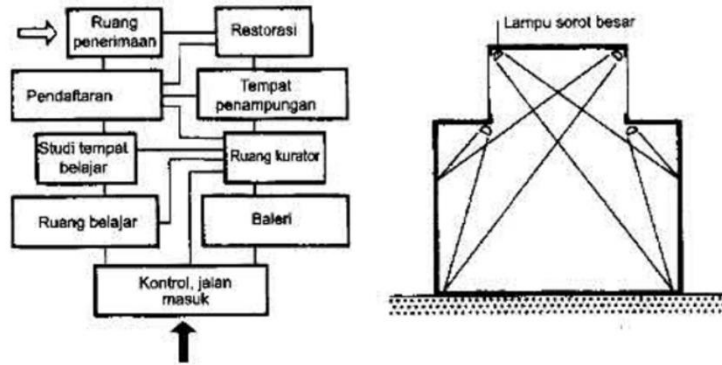 Ruang
penerimaan
Restorasi
Pendaftaran
Tempat
penampungan
Studi tempat
belajar
Ruang kurator
Ruang belajar
Baleri
Kontrol, jalan
masuk
Lampu sorot besar